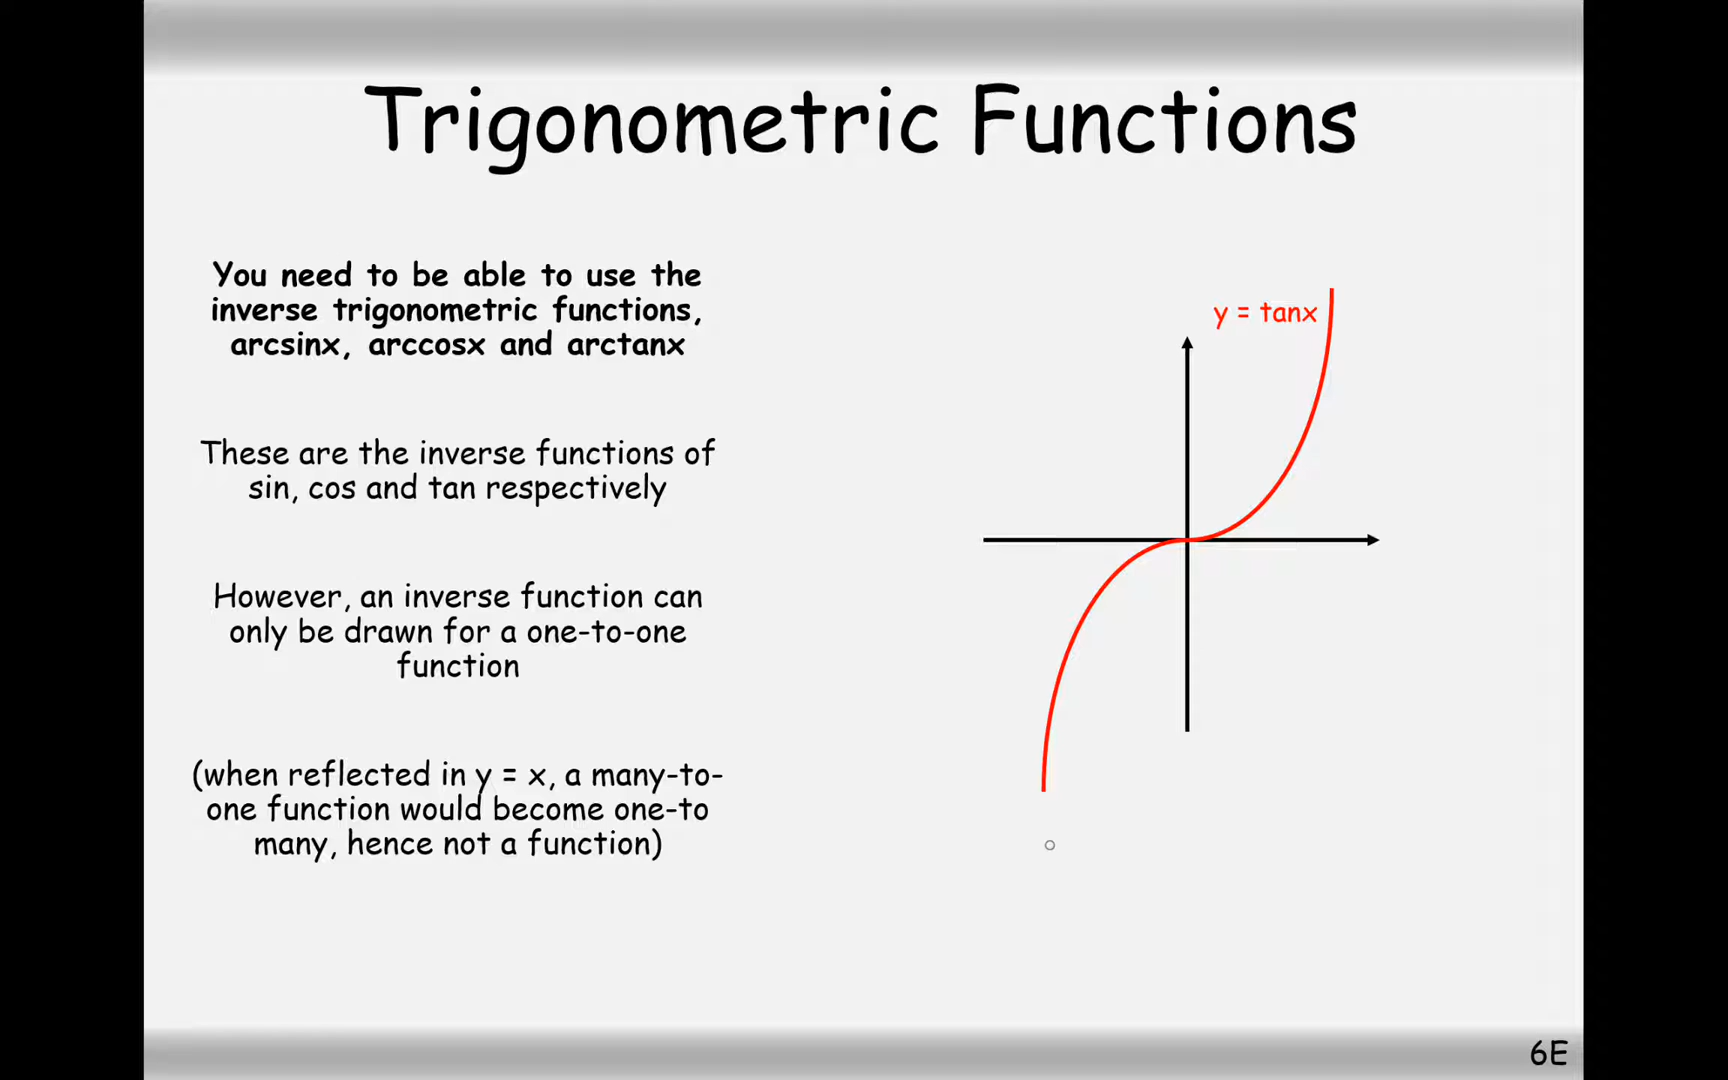 Trigonometric Functions
You need to be able to use the
inverse trigonometric functions,
arcsinx, arccosx and arctanx
These are the inverse functions of
sin, cos and tan respectively
However, an inverse function can
only be drawn for a one-to-one
function
(when reflected in y = x, a many-to-
one function would become one-to
many, hence not a function)
y = tanx
6E